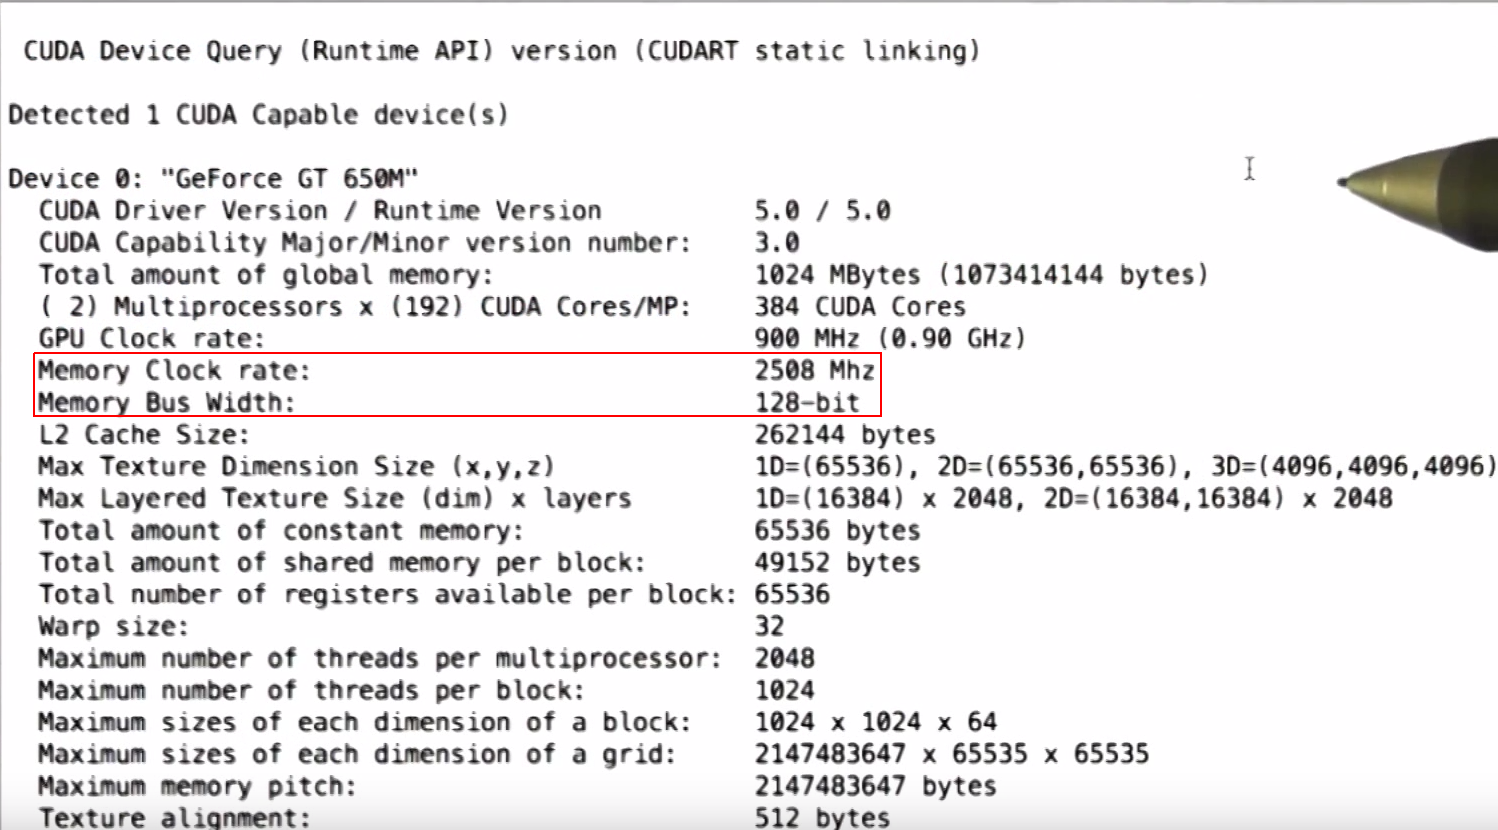 CUDA Device Query (Runtime API) version (CUDART static linking)
Detected 1 CUDA Capable device(s)
Device 0: "GeForce GT 650M"
CUDA Driver Version / Runtime Version 5.0 / 5.0
CUDA Capability Major/Minor version number: 3.0
Total amount of global memory: 1024 MBytes (1073414144 bytes)
( 2) Multiprocessors x (192) CUDA Cores/MP: 384 CUDA Cores
GPU Clock rate: 900 MHz (0.90 GHz)
Memory Clock rate: 2508 Mhz
Memory Bus Width: 128-bit
L2 Cache Size: 262144 bytes
Max Texture Dimension Size (x,y,z) 1D=(65536), 2D=(65536,65536), 3D=(4096,4096,4096)
Max Layered Texture Size (dim) x layers 1D=(16384) x 2048, 2D=(16384,16384) x 2048
Total amount of constant memory: 65536 bytes
Total amount of shared memory per block: 49152 bytes
Total number of registers available per block: 65536
Warp size: 32
Maximum number of threads per multiprocessor: 2048
Maximum number of threads per block: 1024
Maximum sizes of each dimension of a block: 1024 x 1024 x 64
Maximum sizes of each dimension of a grid: 2147483647 x 65535 x 65535
Maximum memory pitch: 2147483647 bytes
Texture alignment: 512 bytes